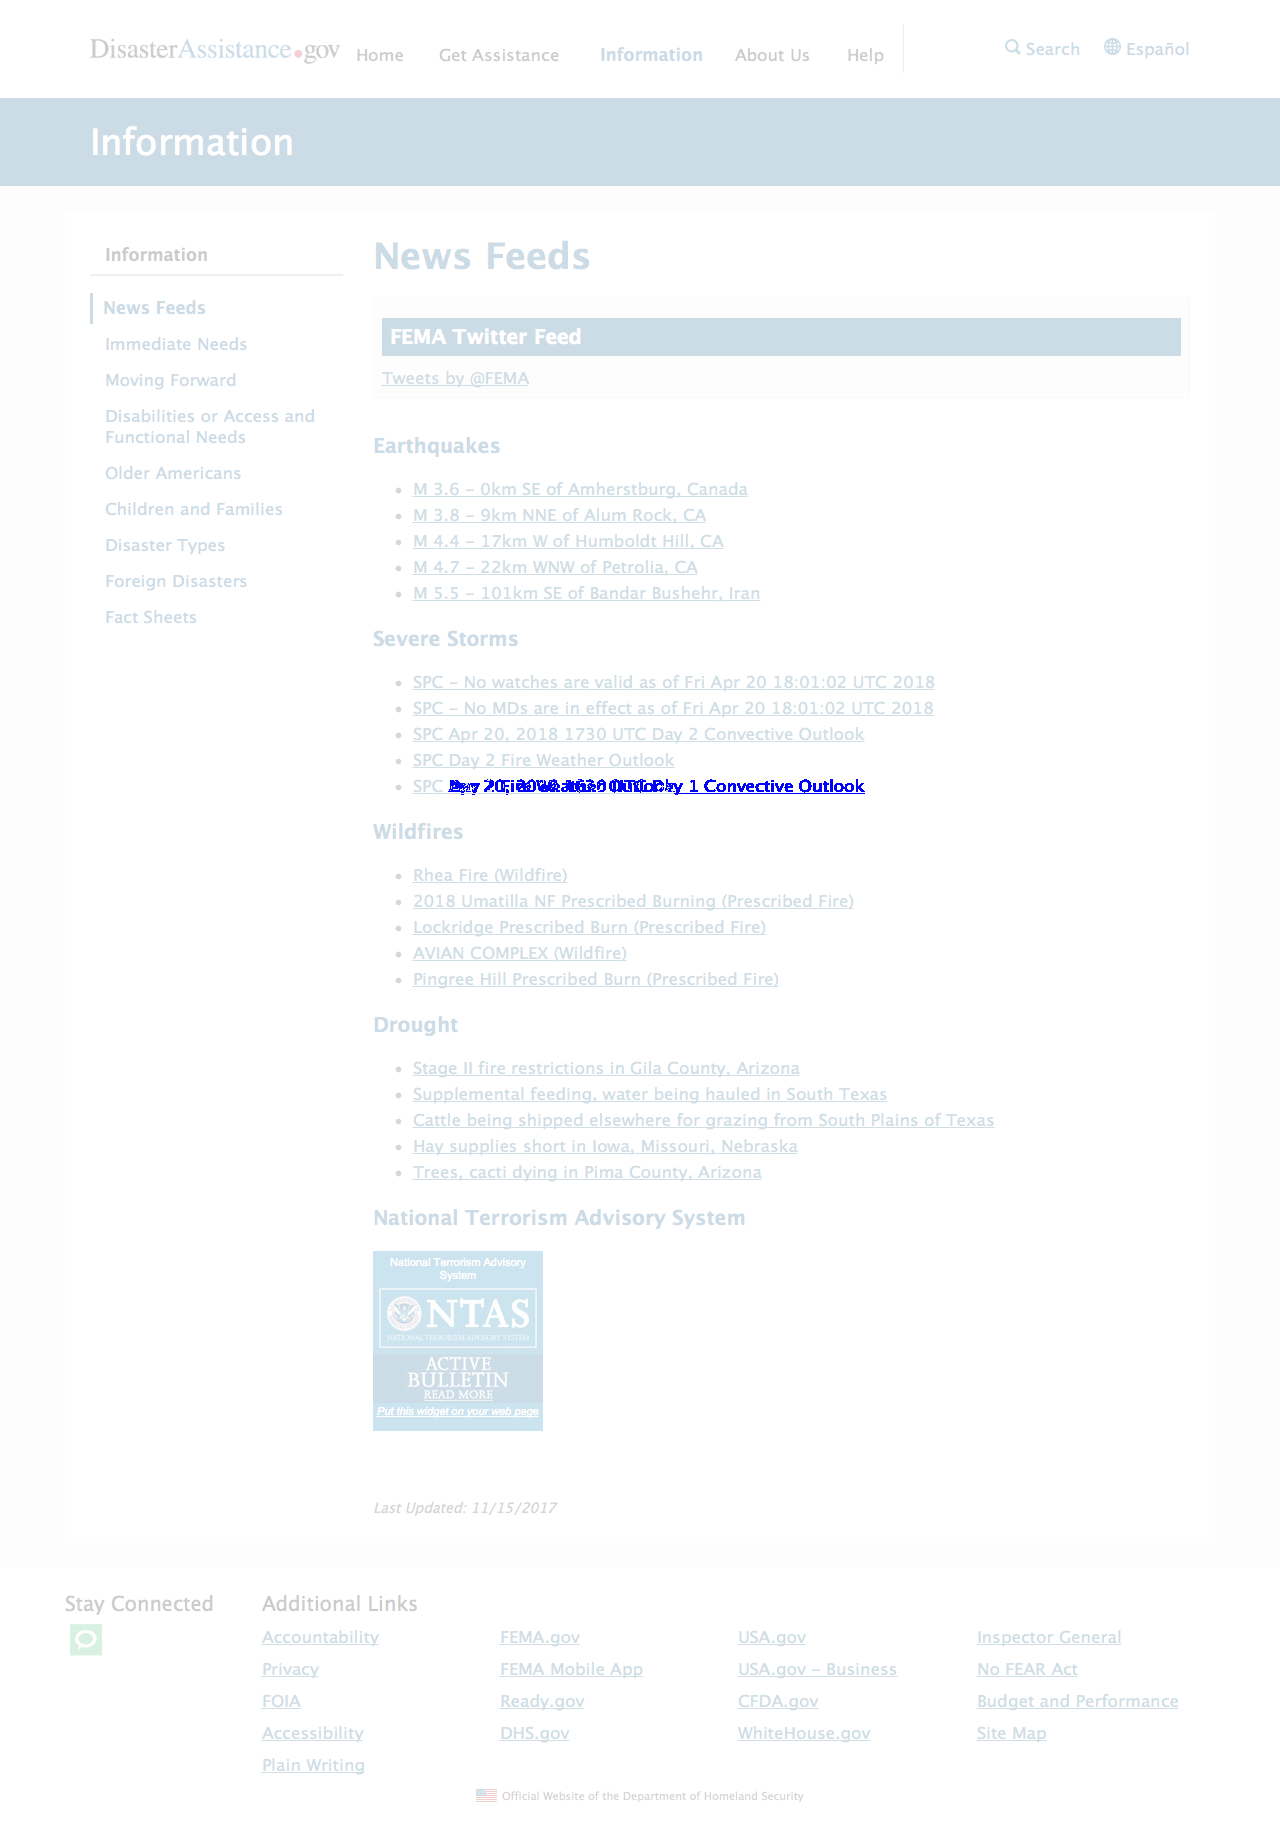 DisasterAssistance.gov
Home Get Assistance Information About Us Help
Search Español
Information
Information
News Feeds
Immediate Needs
Moving Forward
Disabilities or Access and
Functional Needs
Older Americans
Children and Families
Disaster Types
Foreign Disasters
Fact Sheets
News Feeds
FEMA Twitter Feed
Tweets by @FEMA
Earthquakes
M 3.6 - 0km SE of Amherstburg, Canada
M 3.8 - 9km NNE of Alum Rock, CA
M 4.4 - 17km W of Humboldt Hill, CA
M 4.7 - 22km WNW of Petrolia, CA
M 5.5 - 101km SE of Bandar Bushehr, Iran
Severe Storms
SPC - No watches are valid as of Fri Apr 20 18:01:02 UTC 2018
SPC - No MDs are in effect as of Fri Apr 20 18:01:02 UTC 2018
SPC Apr 20, 2018 1730 UTC Day 2 Convective Outlook
SPC Day 2 Fire Weather Outlook
SPC 1 Convective Outlook
Wildfires
Rhea Fire (Wildfire)
2018 Umatilla NF Prescribed Burning (Prescribed Fire)
Lockridge Prescribed Burn (Prescribed Fire)
AVIAN COMPLEX (Wildfire)
Pingree Hill Prescribed Burn (Prescribed Fire)
Drought
Stage II fire restrictions in Gila County, Arizona
Supplemental feeding, water being hauled in South Texas
Cattle being shipped elsewhere for grazing from South Plains of Texas
Hay supplies short in Iowa, Missouri, Nebraska
Trees, cacti dying in Pima County, Arizona
National Terrorism Advisory System
National Terrorism Advisory
System
NTAS
NATIONAL TERRORISM ADVISORY SYSTEM
ACTIVE
BULLETIN
READ MORE
Put this widget on your web page
Last Updated: 11/15/2017
Stay Connected
Additional Links
Accountability FEMA.gov USA.gov Inspector General
Privacy FEMA Mobile App USA.gov - Business No FEAR Act
FOIA Ready.gov CFDA.gov Budget and Performance
Accessibility DHS.gov WhiteHouse.gov Site Map
Plain Writing
Official Website of the Department of Homeland Security